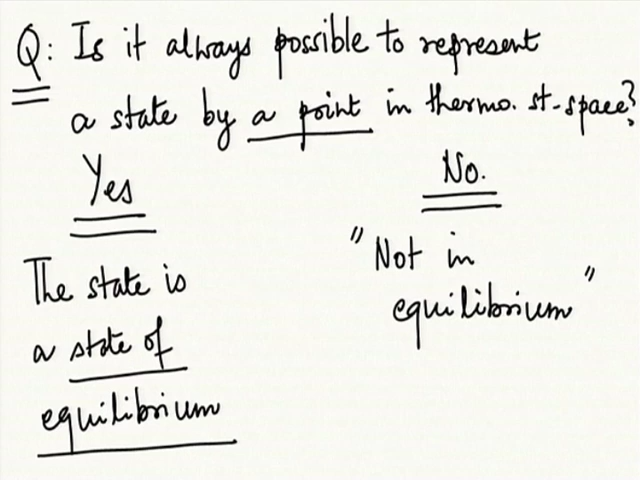 Q: Is it always possible to represent
a state by a point in thermo. st-space?
Yes
No.
The state is
a state of
equilibrium
"Not in
equilibrium"